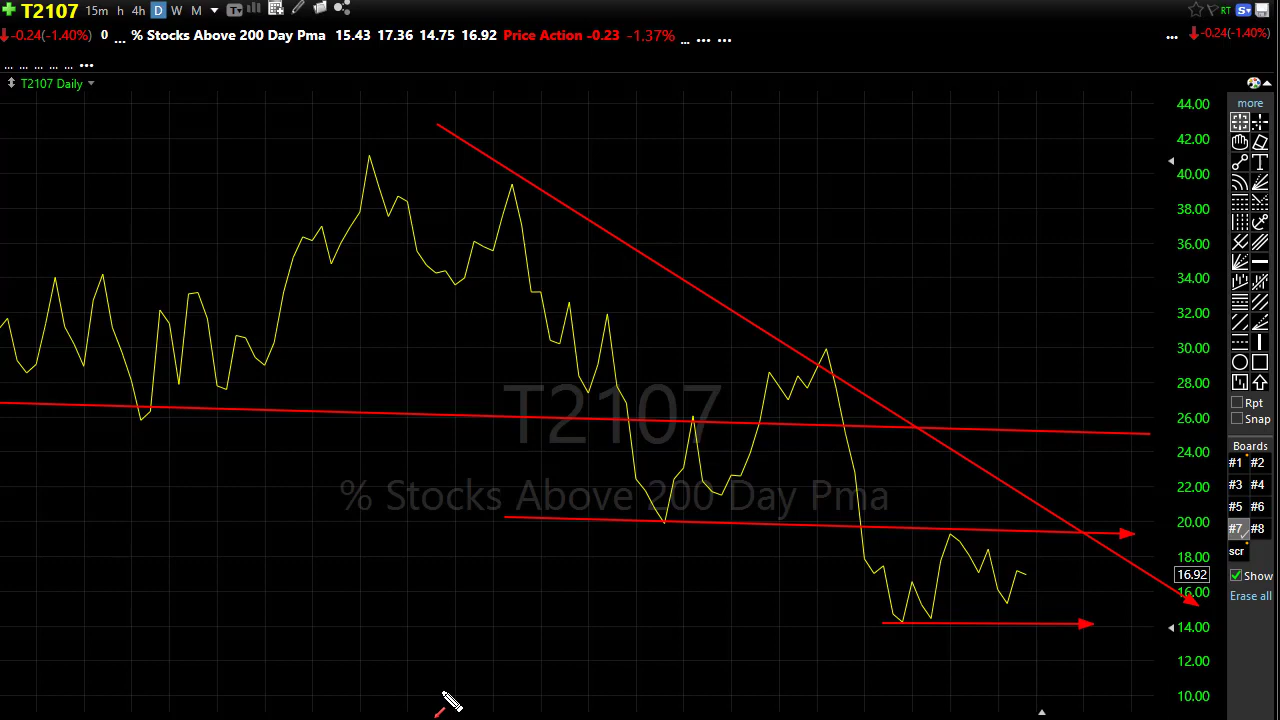 T2107 15m h 4h D W M T RT S
-0.24(-1.40%) 0 ... % Stocks Above 200 Day Pma 15.43 17.36 14.75 16.92 Price Action -0.23 -1.37% ... ... ... ... -0.24(-1.40%)
... ... ... ... ... ...
T2107 Daily
more
44.00
42.00
40.00
38.00
36.00
34.00
32.00
30.00
28.00
26.00
24.00
22.00
20.00
18.00
16.92
16.00
14.00
12.00
10.00
T2107
% Stocks Above 200 Day Pma
T
Rpt
Snap
Boards
#1 #2
#3 #4
#5 #6
#7 #8
scr
Show
Erase all